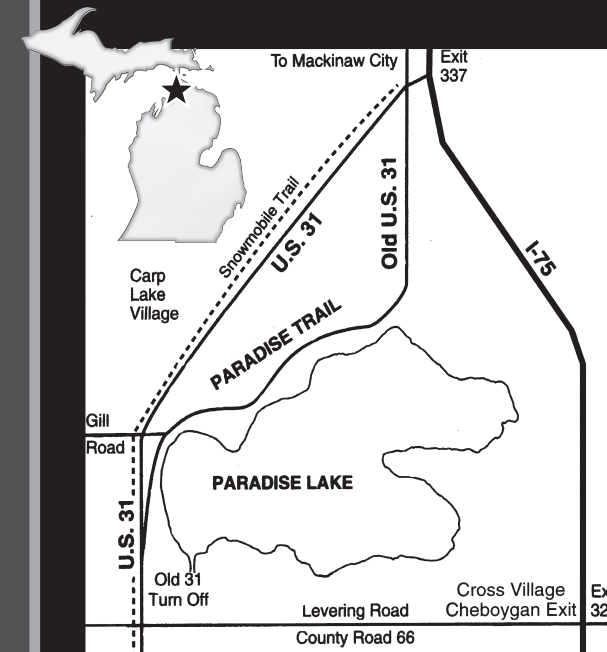 To Mackinaw City
Exit
337
Snowmobile Trail
U.S. 31
Old U.S. 31
I-75
Carp
Lake
Village
PARADISE TRAIL
Gill
Road
PARADISE LAKE
U.S. 31
Old 31
Turn Off
Cross Village
Cheboygan Exit
Levering Road
County Road 66